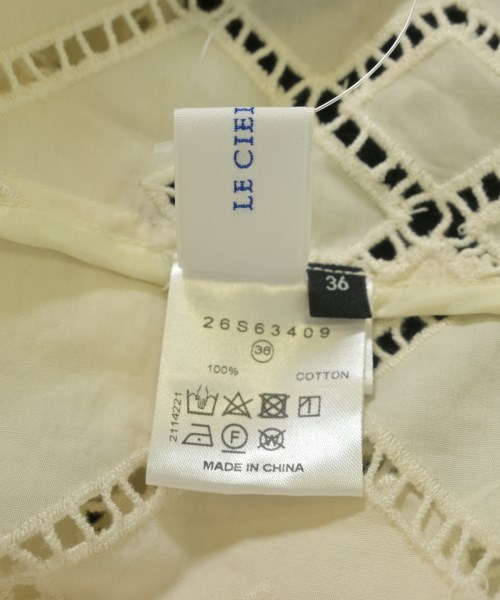 LE CIEL
36
26S63409
36
100% COTTON
2114221
F
W
MADE IN CHINA